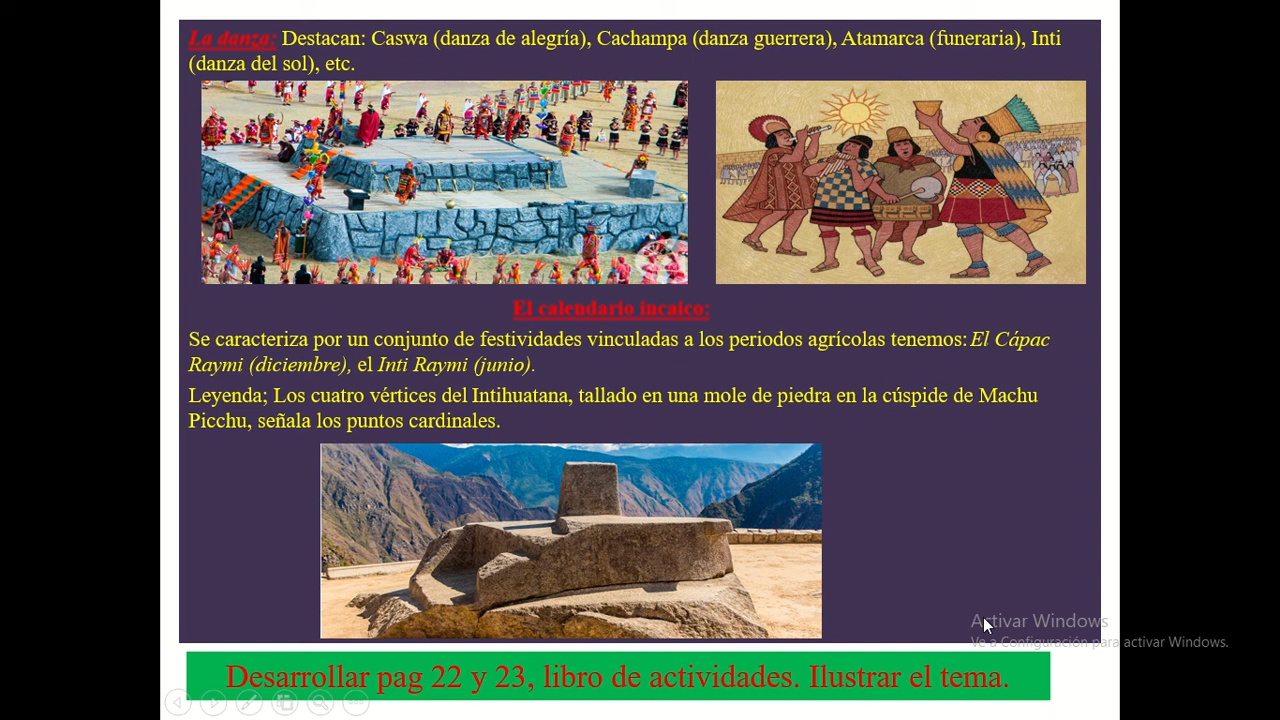 La danza: Destacan: Caswa (danza de alegría), Cachampa (danza guerrera), Atamarca (funeraria), Inti
(danza del sol), etc.
El calendario incaico:
Se caracteriza por un conjunto de festividades vinculadas a los periodos agrícolas tenemos: El Cápac
Raymi (diciembre), el Inti Raymi (junio).
Leyenda; Los cuatro vértices del Intihuatana, tallado en una mole de piedra en la cúspide de Machu
Picchu, señala los puntos cardinales.
Activar Windows
Ve a Configuración para activar Windows.
Desarrollar pag 22 y 23, libro de actividades. Ilustrar el tema.